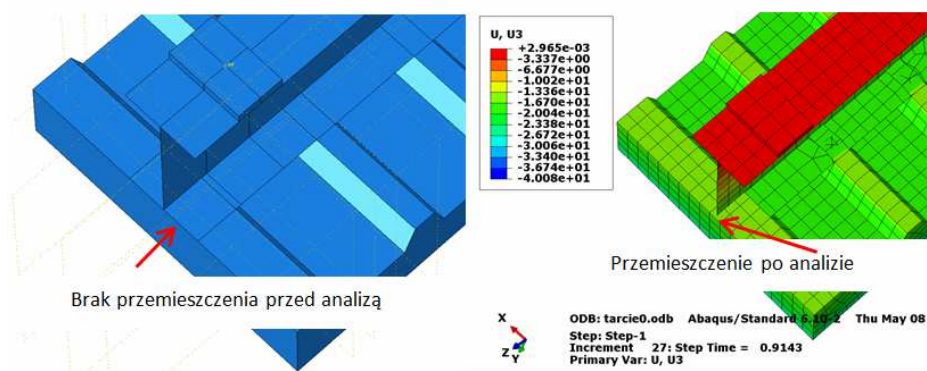 U, U3
+2.965e-03
-3.337e+00
-6.677e+00
-1.002e+01
-1.336e+01
-1.670e+01
-2.004e+01
-2.338e+01
-2.672e+01
-3.006e+01
-3.340e+01
-3.674e+01
-4.008e+01
Brak przemieszczenia przed analizą
Przemieszczenie po analizie
X
Z
Y
ODB: tarcie0.odb Abaqus/Standard 6.10-2 Thu May 08
Step: Step-1
Increment 27: Step Time = 0.9143
Primary Var: U, U3